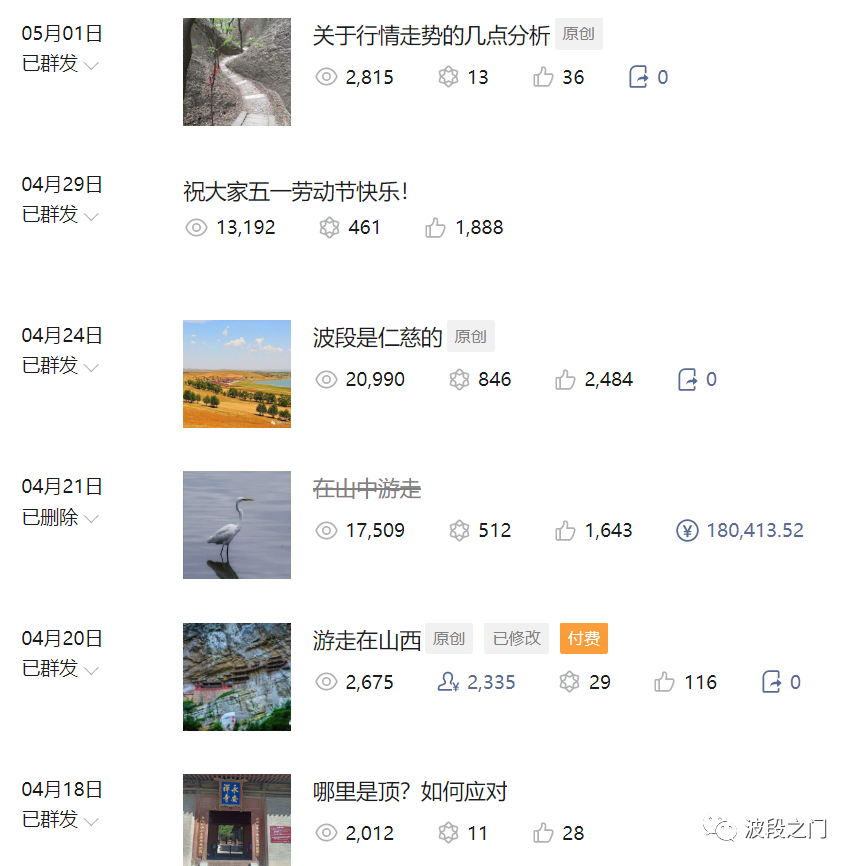 05月01日
关于行情走势的几点分析 原创
已群发
2,815 13 36 0
04月29日
祝大家五一劳动节快乐！
已群发
13,192 461 1,888
04月24日
波段是仁慈的 原创
已群发
20,990 846 2,484 0
04月21日
在山中游走
已删除
17,509 512 1,643 ¥ 180,413.52
04月20日
游走在山西 原创 已修改 付费
已群发
2,675 2,335 29 116 0
04月18日
哪里是顶？如何应对
已群发
2,012 11 28
波段之门